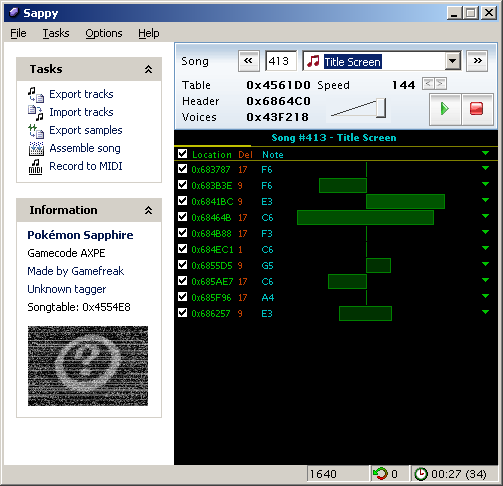 Sappy
File Tasks Options Help
Tasks
Export tracks
Import tracks
Export samples
Assemble song
Record to MIDI
Information
Pokémon Sapphire
Gamecode AXPE
Made by Gamefreak
Unknown tagger
Songtable: 0x4554E8
Song 413 Title Screen
Table 0x4561D0 Speed 144
Header 0x6864C0
Voices 0x43F218
Song #413 - Title Screen
Location Del Note
0x683787 17 F6
0x683B3E 9 F6
0x6841BC 9 E3
0x68464B 17 C6
0x684B88 17 F3
0x684EC1 1 C6
0x6855D5 9 G5
0x685AE7 17 C6
0x685F96 17 A4
0x686257 9 E3
1640 0 00:27 (34)